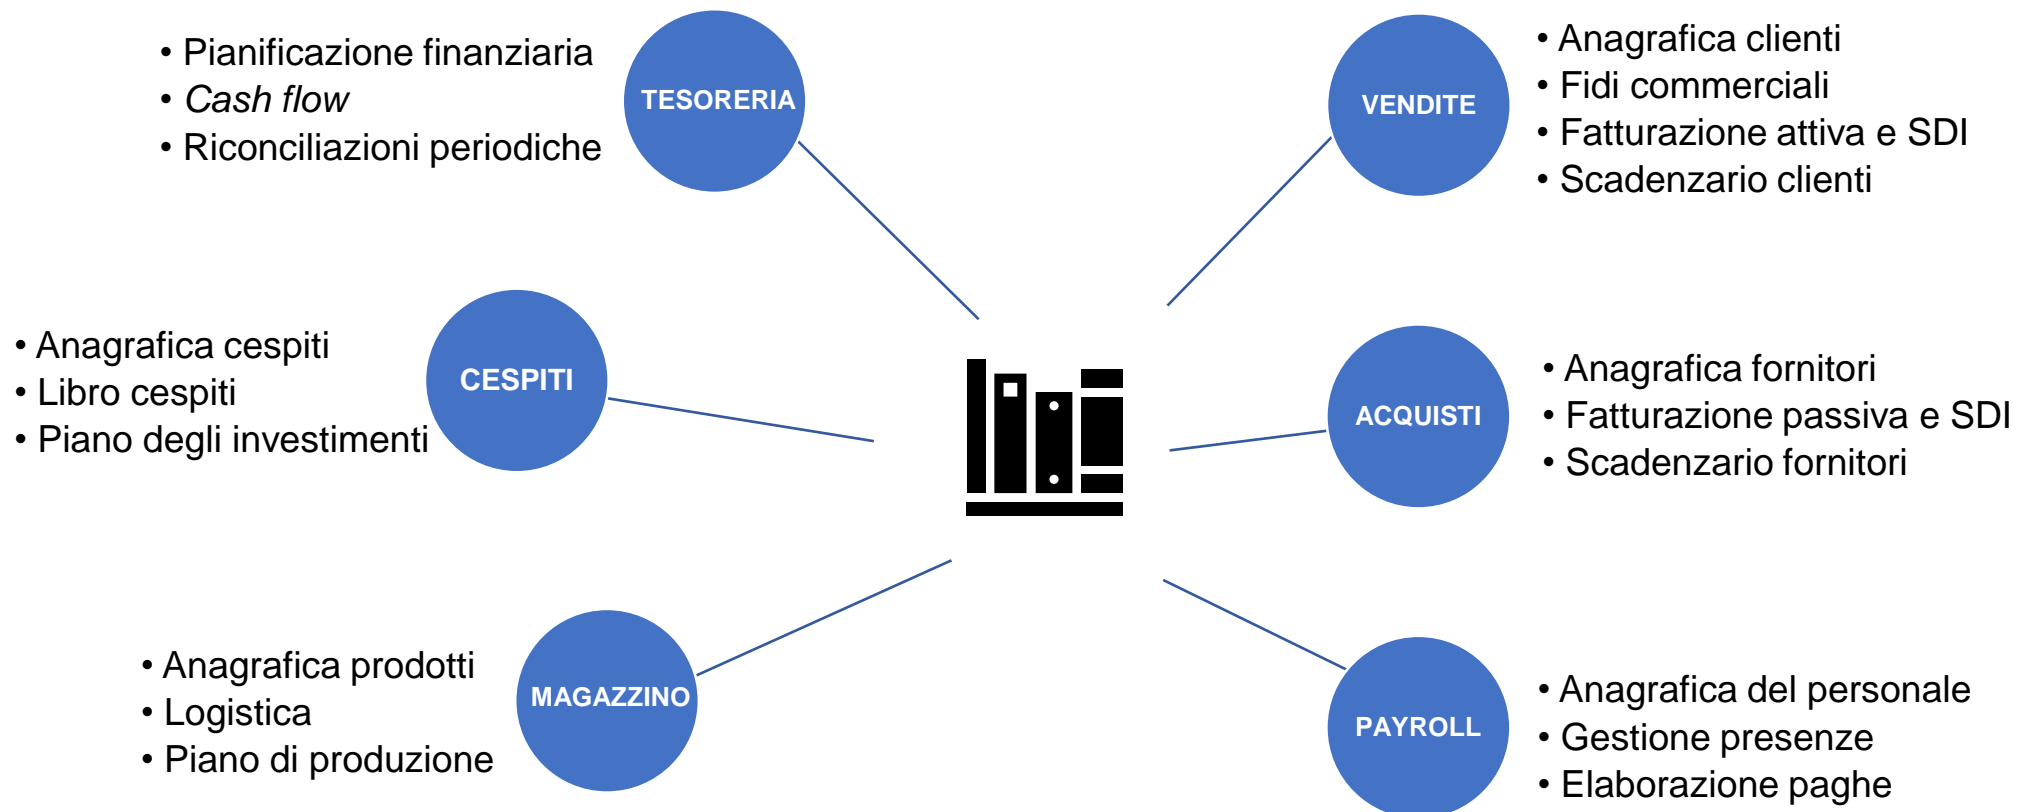 • Pianificazione finanziaria
• Cash flow
• Riconciliazioni periodiche
TESORERIA
VENDITE
• Anagrafica clienti
• Fidi commerciali
• Fatturazione attiva e SDI
• Scadenzario clienti
• Anagrafica cespiti
• Libro cespiti
• Piano degli investimenti
CESPITI
ACQUISTI
• Anagrafica fornitori
• Fatturazione passiva e SDI
• Scadenzario fornitori
• Anagrafica prodotti
• Logistica
• Piano di produzione
MAGAZZINO
PAYROLL
• Anagrafica del personale
• Gestione presenze
• Elaborazione paghe